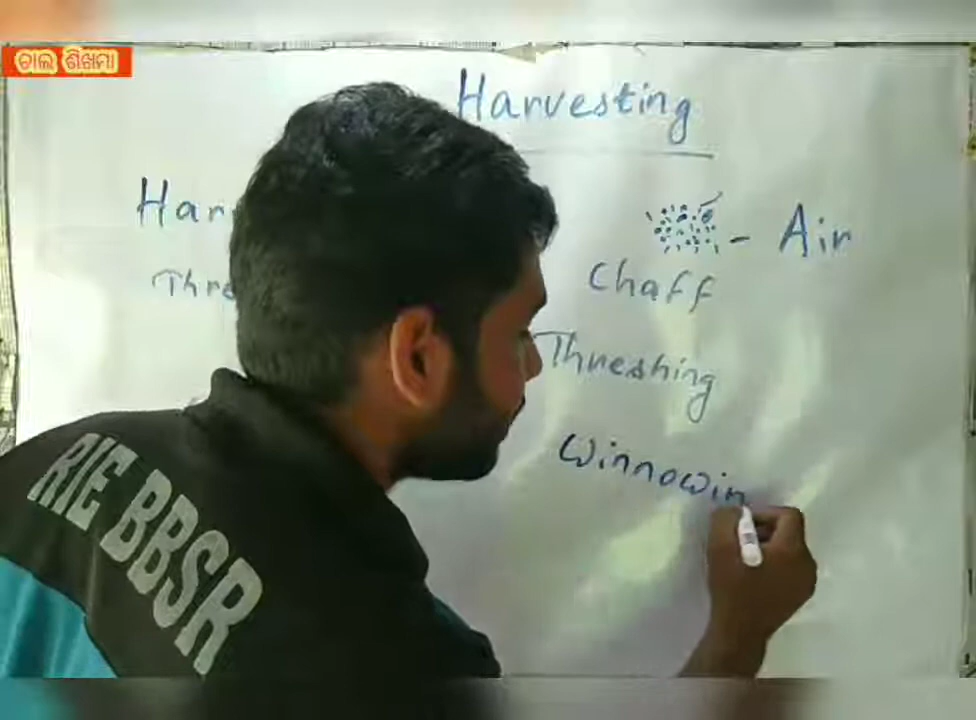 ଚାଲ ଶିଖିମା
Harvesting
Har
- Air
Thre
Chaff
Threshing
Winnowin
RIE BBSR